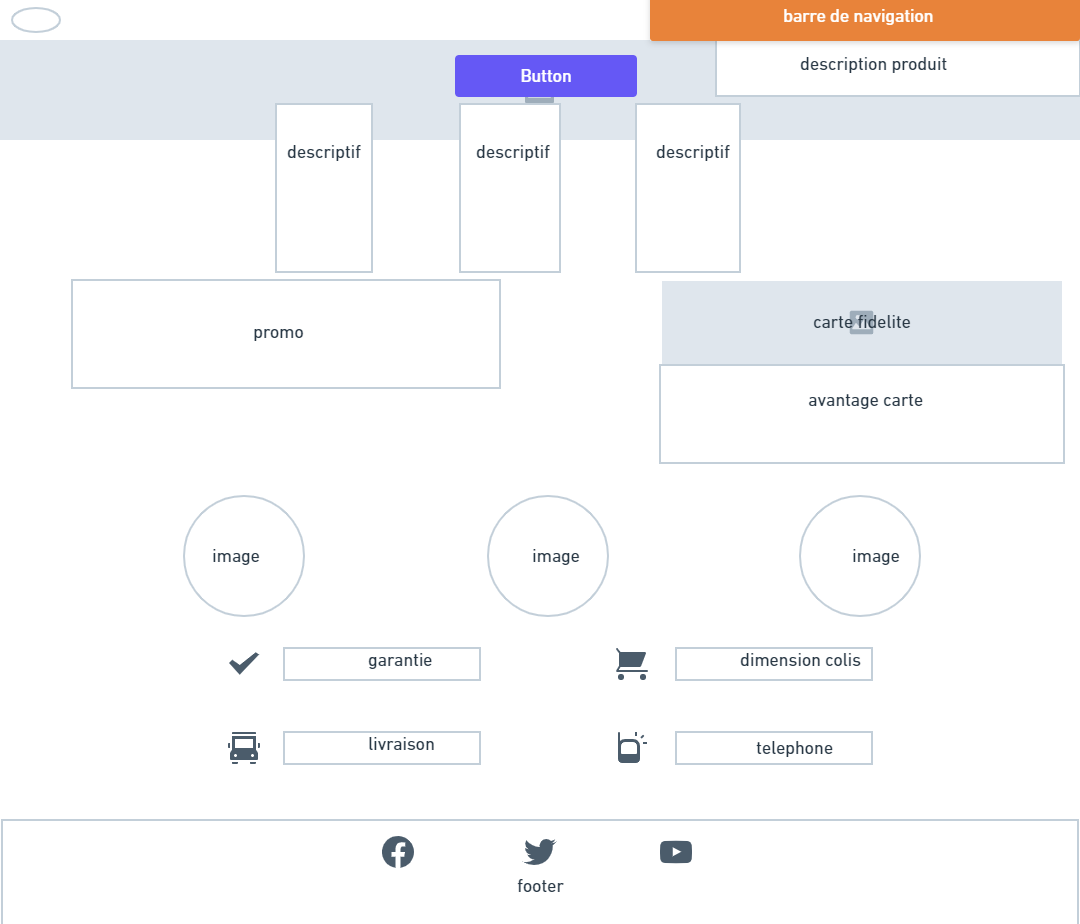 barre de navigation
description produit
Button
descriptif
descriptif
descriptif
promo
carte fidelite
avantage carte
image
image
image
garantie
dimension colis
livraison
telephone
footer